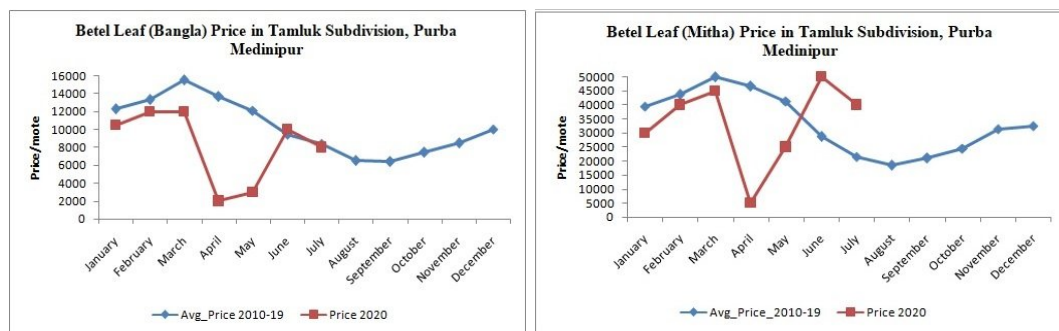 Betel Leaf (Bangla) Price in Tamluk Subdivision, Purba
Medinipur
Price/mote
16000
14000
12000
10000
8000
6000
4000
2000
0
January
February
March
April
May
June
July
August
September
October
November
December
Avg_Price 2010-19
Price 2020
Betel Leaf (Mitha) Price in Tamluk Subdivision, Purba
Medinipur
Price/mote
50000
45000
40000
35000
30000
25000
20000
15000
10000
5000
0
January
February
March
April
May
June
July
August
September
October
November
December
Avg_Price_2010-19
Price 2020